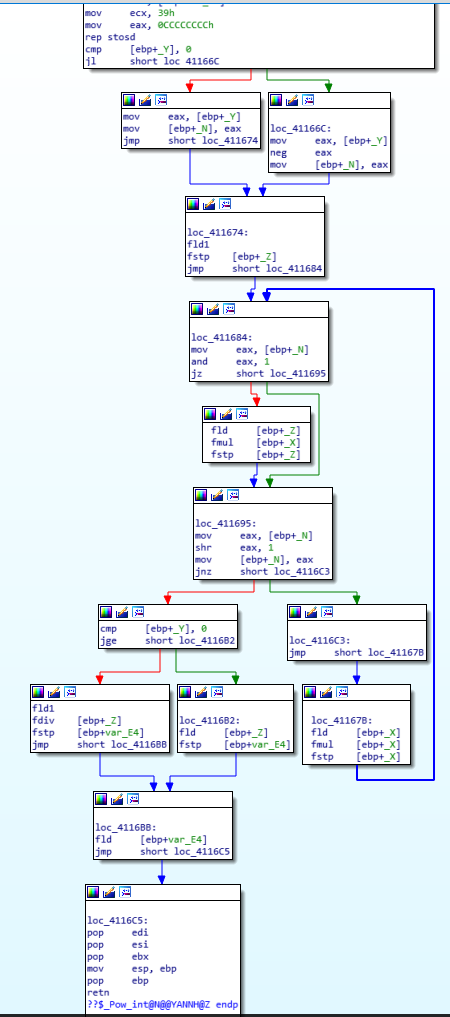 mov ecx, 39h
mov eax, 0CCCCCCCCh
rep stosd
cmp [ebp+_Y], 0
jl short loc_41166C
mov eax, [ebp+_Y]
mov [ebp+_N], eax
jmp short loc_411674
loc_41166C:
mov eax, [ebp+_Y]
neg eax
mov [ebp+_N], eax
loc_411674:
fld1
fstp [ebp+_Z]
jmp short loc_411684
loc_411684:
mov eax, [ebp+_N]
and eax, 1
jz short loc_411695
fld [ebp+_Z]
fmul [ebp+_X]
fstp [ebp+_Z]
loc_411695:
mov eax, [ebp+_N]
shr eax, 1
mov [ebp+_N], eax
jnz short loc_4116C3
cmp [ebp+_Y], 0
jge short loc_4116B2
loc_4116C3:
jmp short loc_41167B
fld1
fdiv [ebp+_Z]
fstp [ebp+var_E4]
jmp short loc_4116BB
loc_4116B2:
fld [ebp+_Z]
fstp [ebp+var_E4]
loc_41167B:
fld [ebp+_X]
fmul [ebp+_X]
fstp [ebp+_X]
loc_4116BB:
fld [ebp+var_E4]
jmp short loc_4116C5
loc_4116C5:
pop edi
pop esi
pop ebx
mov esp, ebp
pop ebp
retn
??$_Pow_int@N@@YANNH@Z endp